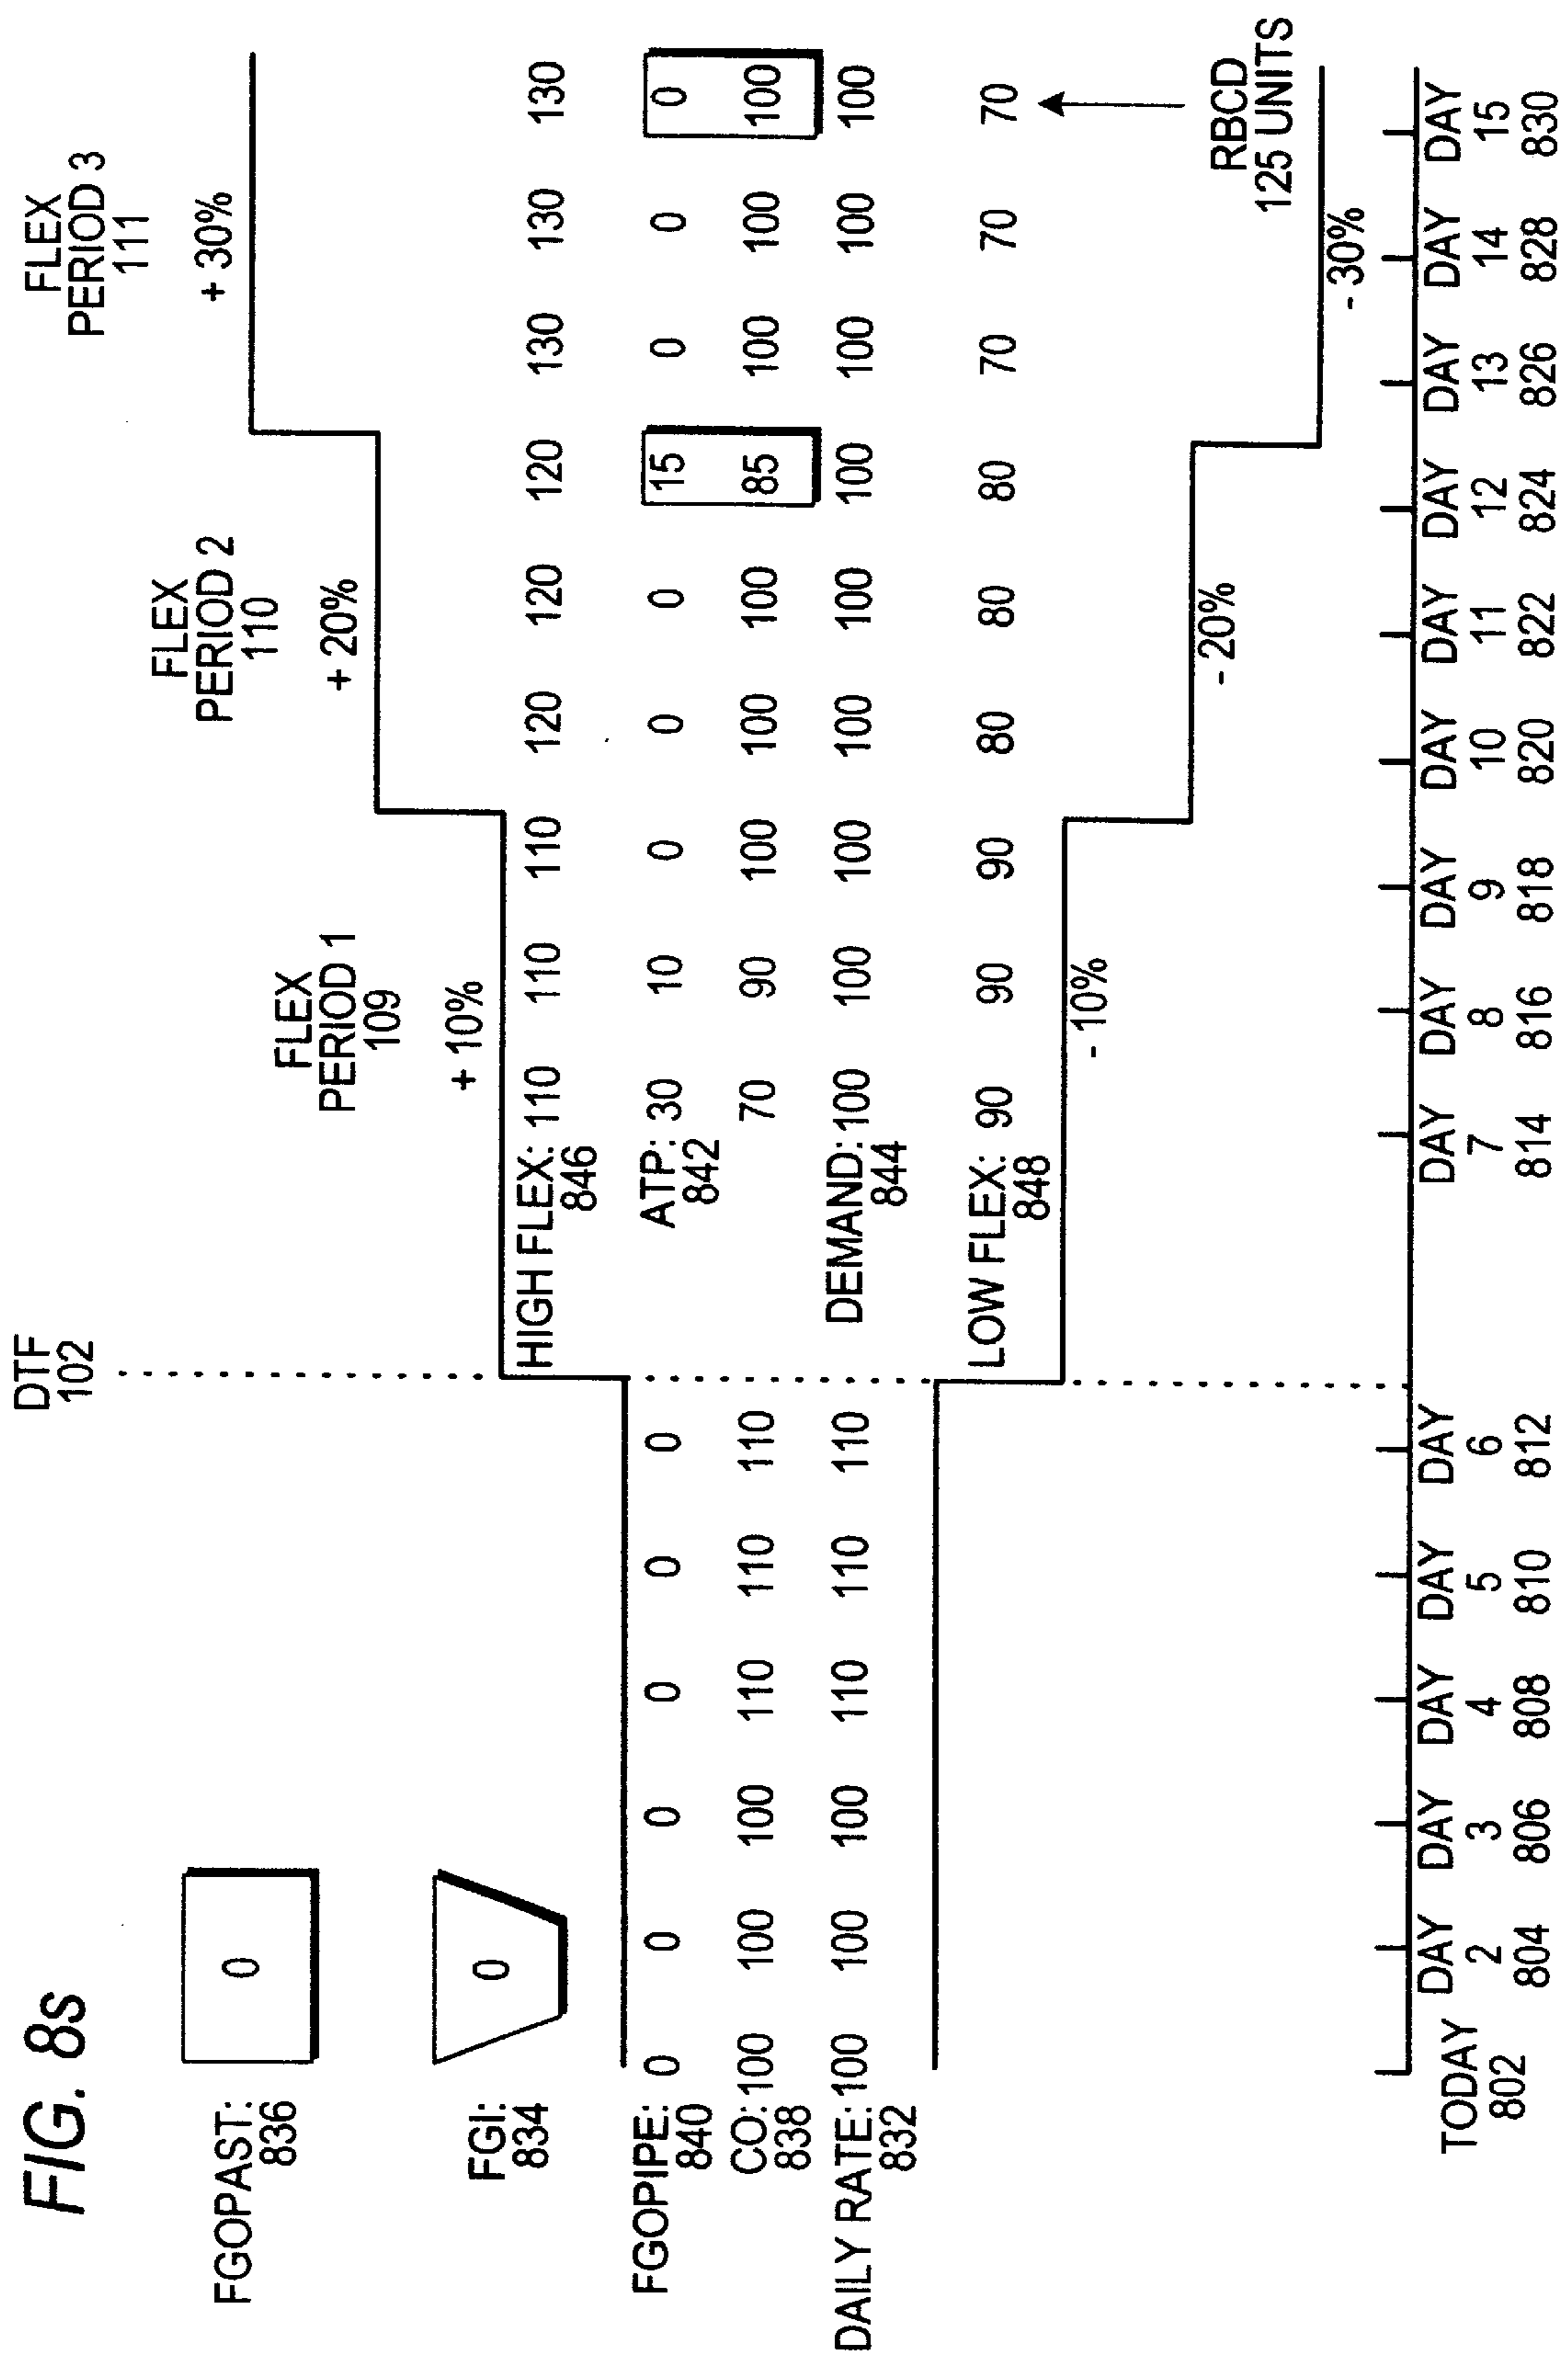 FIG. 8s
DTF
102
FLEX
PERIOD 3
111
+ 30%
FLEX
PERIOD 2
110
+ 20%
FLEX
PERIOD 1
109
+ 10%
FGOPAST:
836
0
FGI:
834
0
HIGH FLEX: 110 110 110 120 120 120 130 130 130
846
FGOPIPE: 0 0 0 0 0 0
840
ATP: 30 10 0 0 0 15 0 0 0
842
CO: 100 100 100 110 110 110 70 90 100 100 100 85 100 100 100
838
DAILY RATE: 100 100 100 110 110 110
832
DEMAND: 100 100 100 100 100 100 100 100 100
844
LOW FLEX: 90 90 90 80 80 80 70 70 70
848
- 10%
- 20%
- 30%
RBCD
125 UNITS
TODAY DAY DAY DAY DAY DAY DAY DAY DAY DAY DAY DAY DAY DAY DAY
2 3 4 5 6 7 8 9 10 11 12 13 14 15
802 804 806 808 810 812 814 816 818 820 822 824 826 828 830